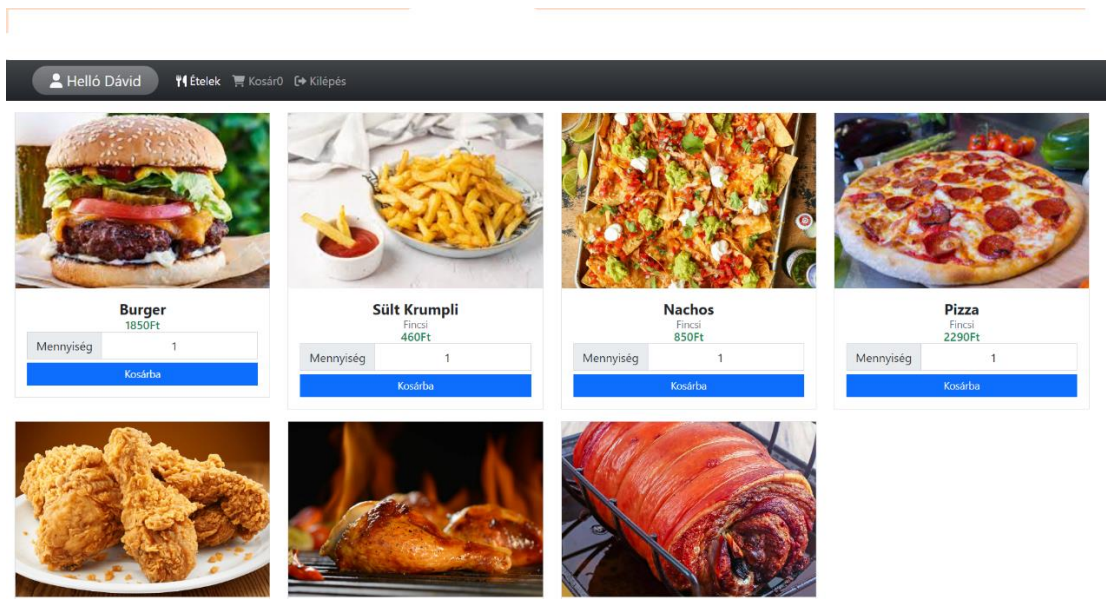 Helló Dávid Ételek Kosár0 Kilépés
Burger
1850Ft
Mennyiség 1
Kosárba
Sült Krumpli
Fincsi
460Ft
Mennyiség 1
Kosárba
Nachos
Fincsi
850Ft
Mennyiség 1
Kosárba
Pizza
Fincsi
2290Ft
Mennyiség 1
Kosárba